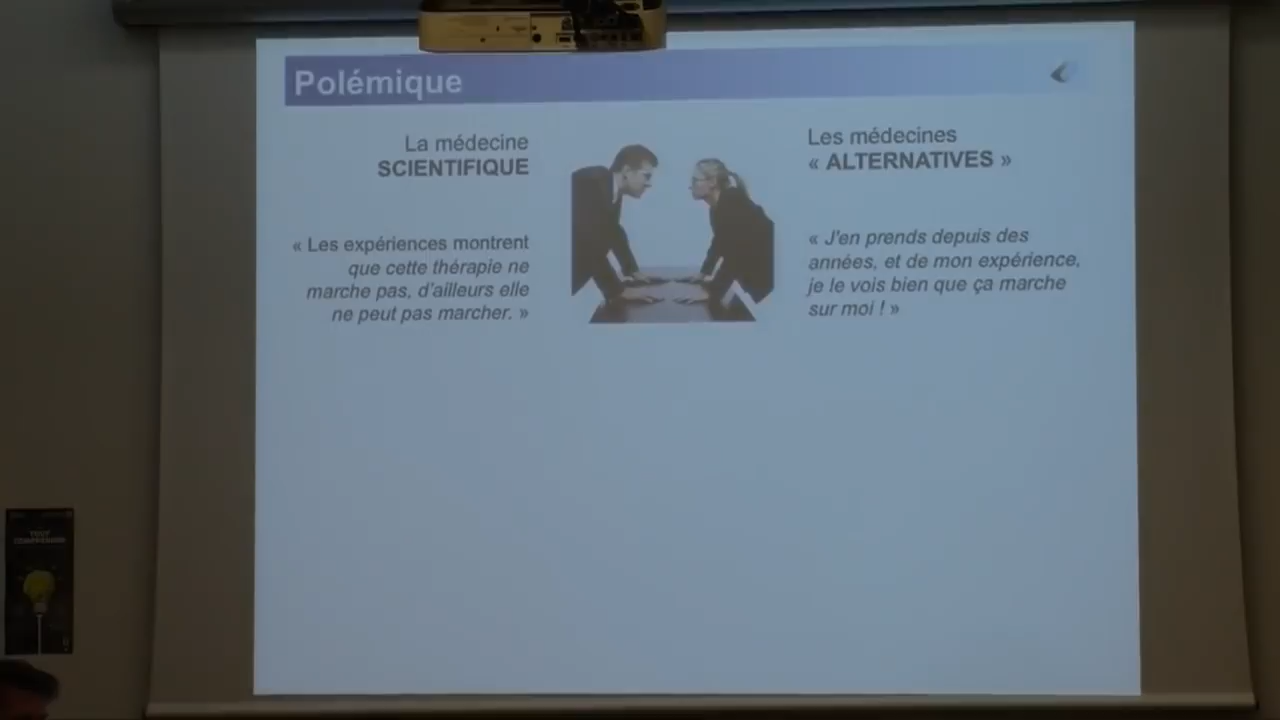 Polémique
La médecine
SCIENTIFIQUE
« Les expériences montrent
que cette thérapie ne
marche pas, d'ailleurs elle
ne peut pas marcher. »
Les médecines
« ALTERNATIVES »
« J'en prends depuis des
années, et de mon expérience,
je le vois bien que ça marche
sur moi ! »
TOUT
COMPRENDRE